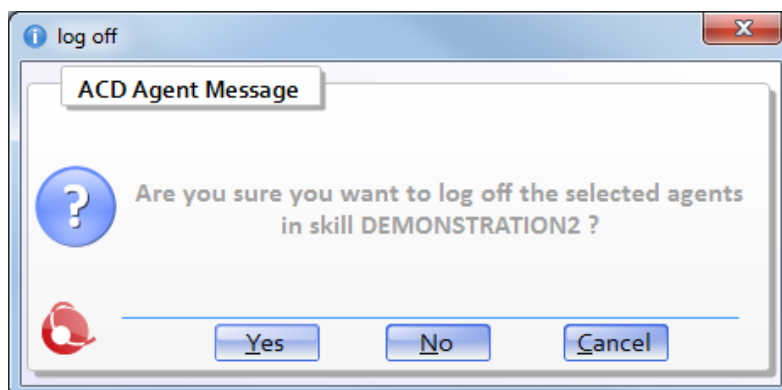 log off
ACD Agent Message
Are you sure you want to log off the selected agents
in skill DEMONSTRATION2 ?
Yes No Cancel